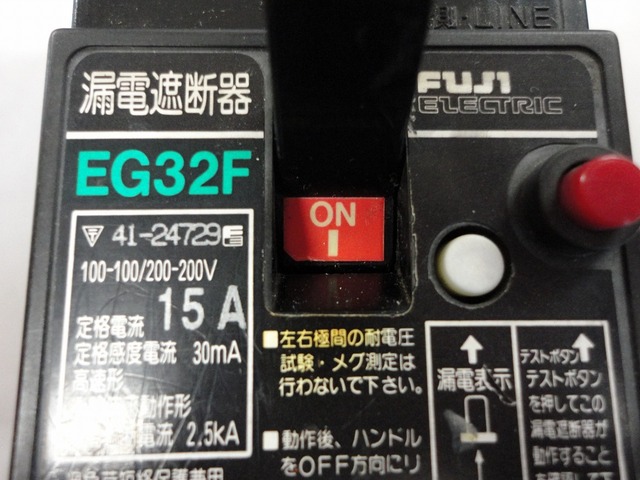 -LINE
漏電遮断器
FUJI
ELECTRIC
EG32F
ON
I
41-24729
100-100/200-200V
定格電流 15A
定格感度電流 30mA
高速形
動作形
電流 2.5kA
■左右極間の耐電圧
試験・メグ測定は
行わないで下さい。
■動作後、ハンドル
をOFF方向にリ
漏電表示
テストボタン
テストボタン
を押してこの
漏電遮断器が
動作すること